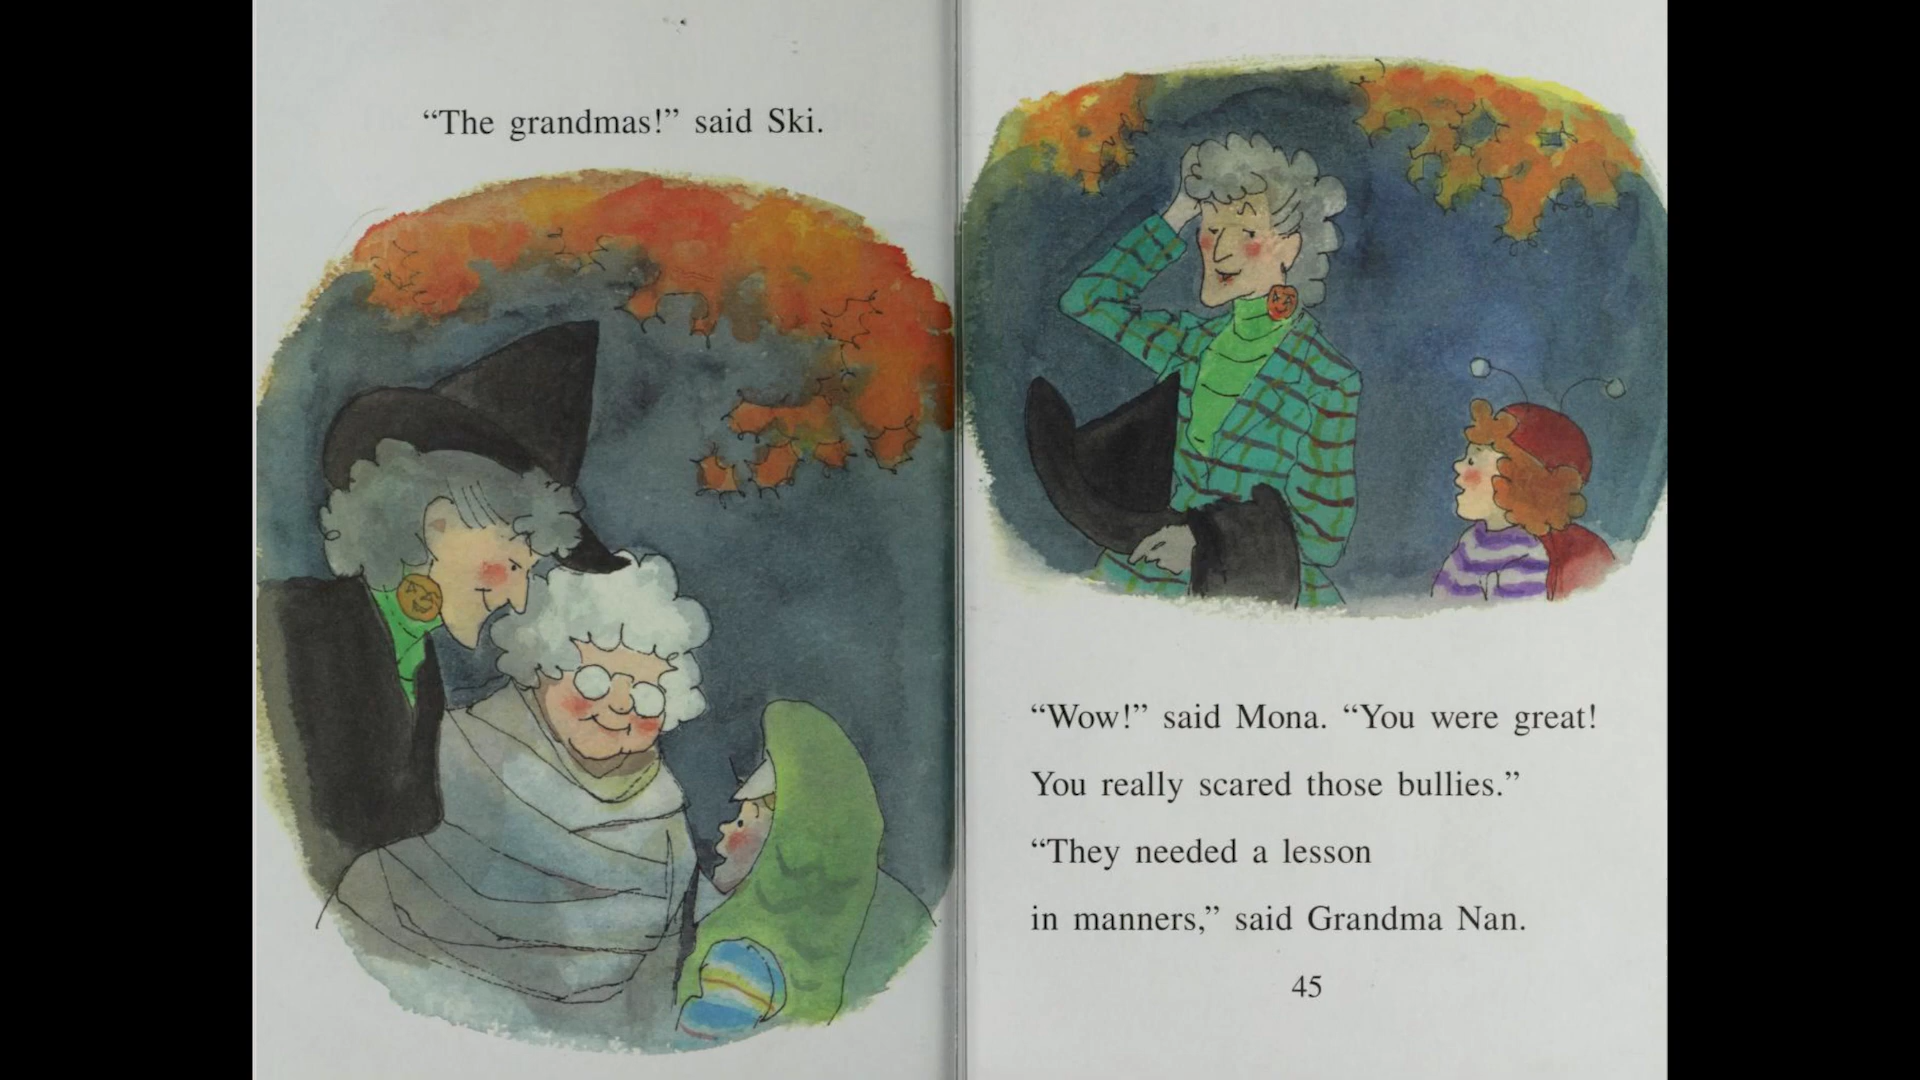 “The grandmas!” said Ski.
“Wow!” said Mona. “You were great!
You really scared those bullies.”
“They needed a lesson
in manners,” said Grandma Nan.
45